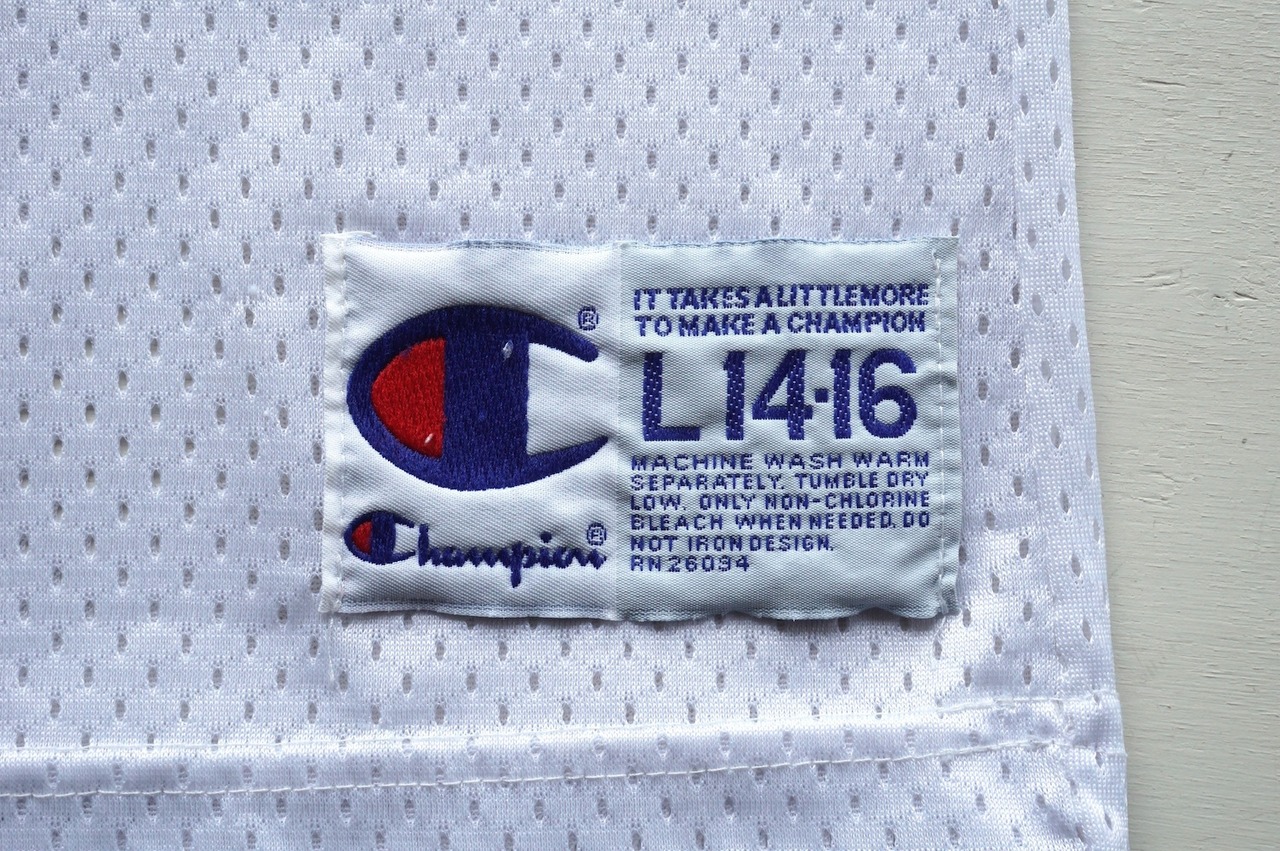 ®
Champion®
IT TAKES A LITTLE MORE
TO MAKE A CHAMPION
L 14·16
MACHINE WASH WARM
SEPARATELY. TUMBLE DRY
LOW. ONLY NON-CHLORINE
BLEACH WHEN NEEDED. DO
NOT IRON DESIGN.
RN 26094